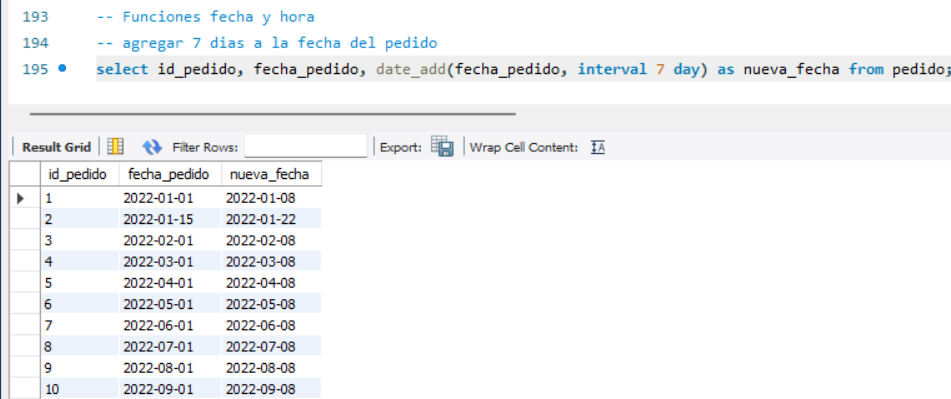 193 -- Funciones fecha y hora
194 -- agregar 7 dias a la fecha del pedido
195 select id_pedido, fecha_pedido, date_add(fecha_pedido, interval 7 day) as nueva_fecha from pedido;
Result Grid Filter Rows: Export: Wrap Cell Content: IA
id_pedido fecha_pedido nueva_fecha
1 2022-01-01 2022-01-08
2 2022-01-15 2022-01-22
3 2022-02-01 2022-02-08
4 2022-03-01 2022-03-08
5 2022-04-01 2022-04-08
6 2022-05-01 2022-05-08
7 2022-06-01 2022-06-08
8 2022-07-01 2022-07-08
9 2022-08-01 2022-08-08
10 2022-09-01 2022-09-08